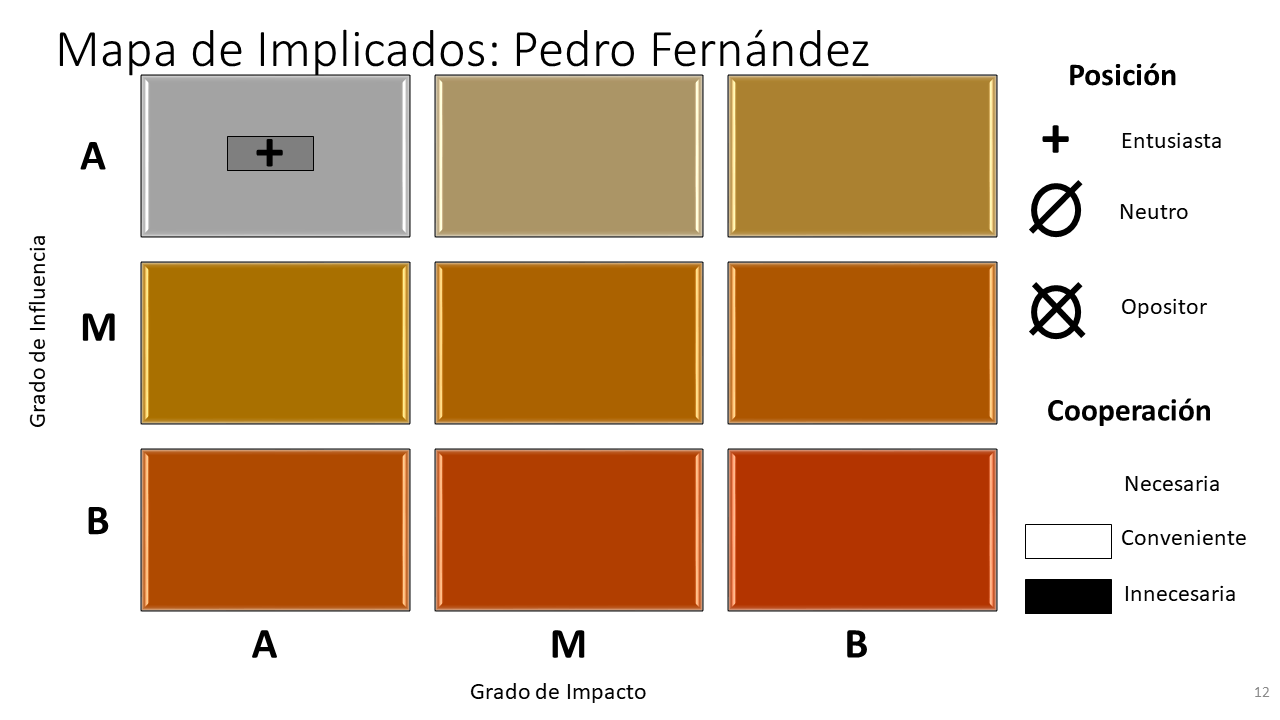 Mapa de Implicados: Pedro Fernández
Posición
+ Entusiasta
Neutro
Opositor
Cooperación
Necesaria
Conveniente
Innecesaria
Grado de Influencia
A
+
M
B
A M B
Grado de Impacto
12